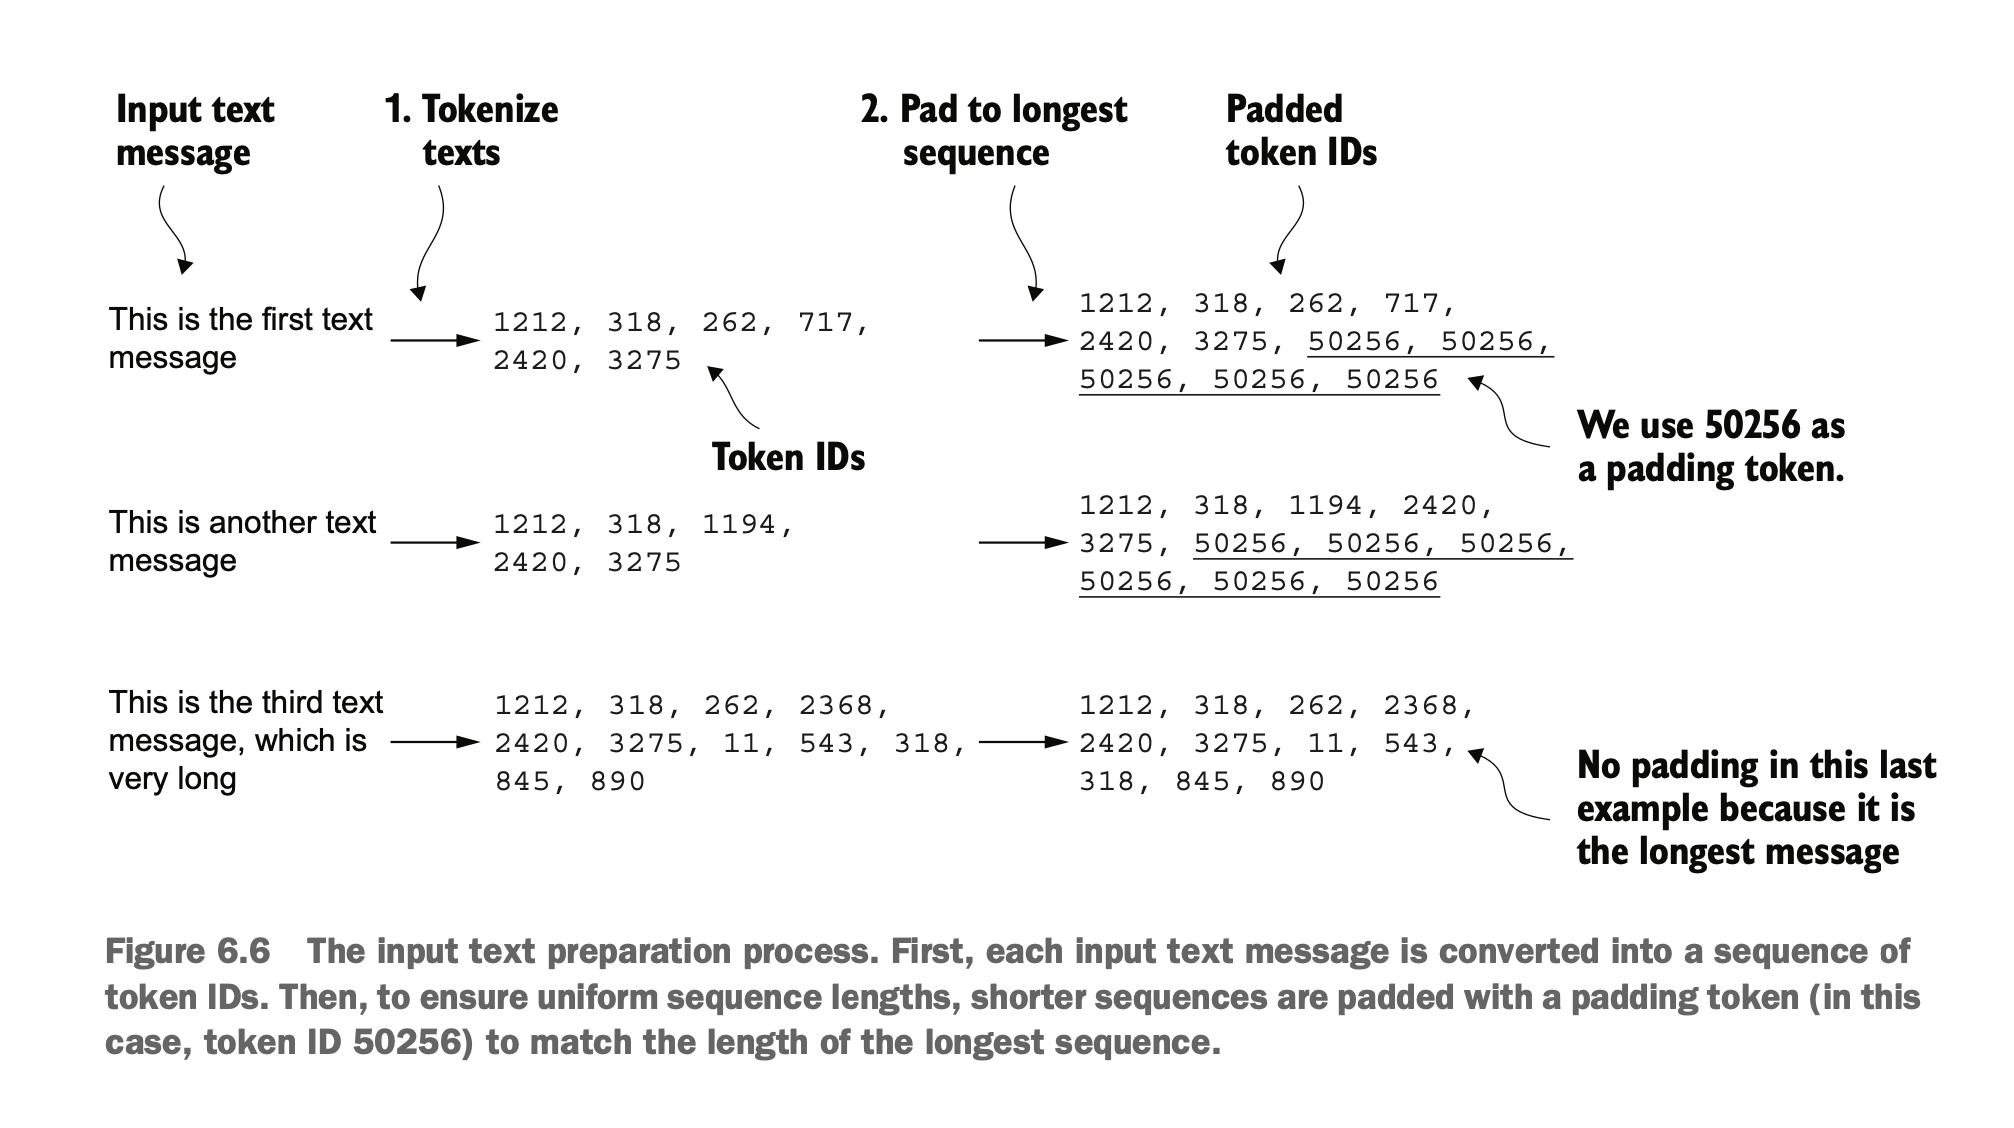 Input text
message
1. Tokenize
texts
2. Pad to longest
sequence
Padded
token IDs
This is the first text
message
1212, 318, 262, 717,
2420, 3275
Token IDs
1212, 318, 262, 717,
2420, 3275, 50256, 50256,
50256, 50256, 50256
We use 50256 as
a padding token.
This is another text
message
1212, 318, 1194,
2420, 3275
1212, 318, 1194, 2420,
3275, 50256, 50256, 50256,
50256, 50256, 50256
This is the third text
message, which is
very long
1212, 318, 262, 2368,
2420, 3275, 11, 543, 318,
845, 890
1212, 318, 262, 2368,
2420, 3275, 11, 543,
318, 845, 890
No padding in this last
example because it is
the longest message
Figure 6.6 The input text preparation process. First, each input text message is converted into a sequence of
token IDs. Then, to ensure uniform sequence lengths, shorter sequences are padded with a padding token (in this
case, token ID 50256) to match the length of the longest sequence.